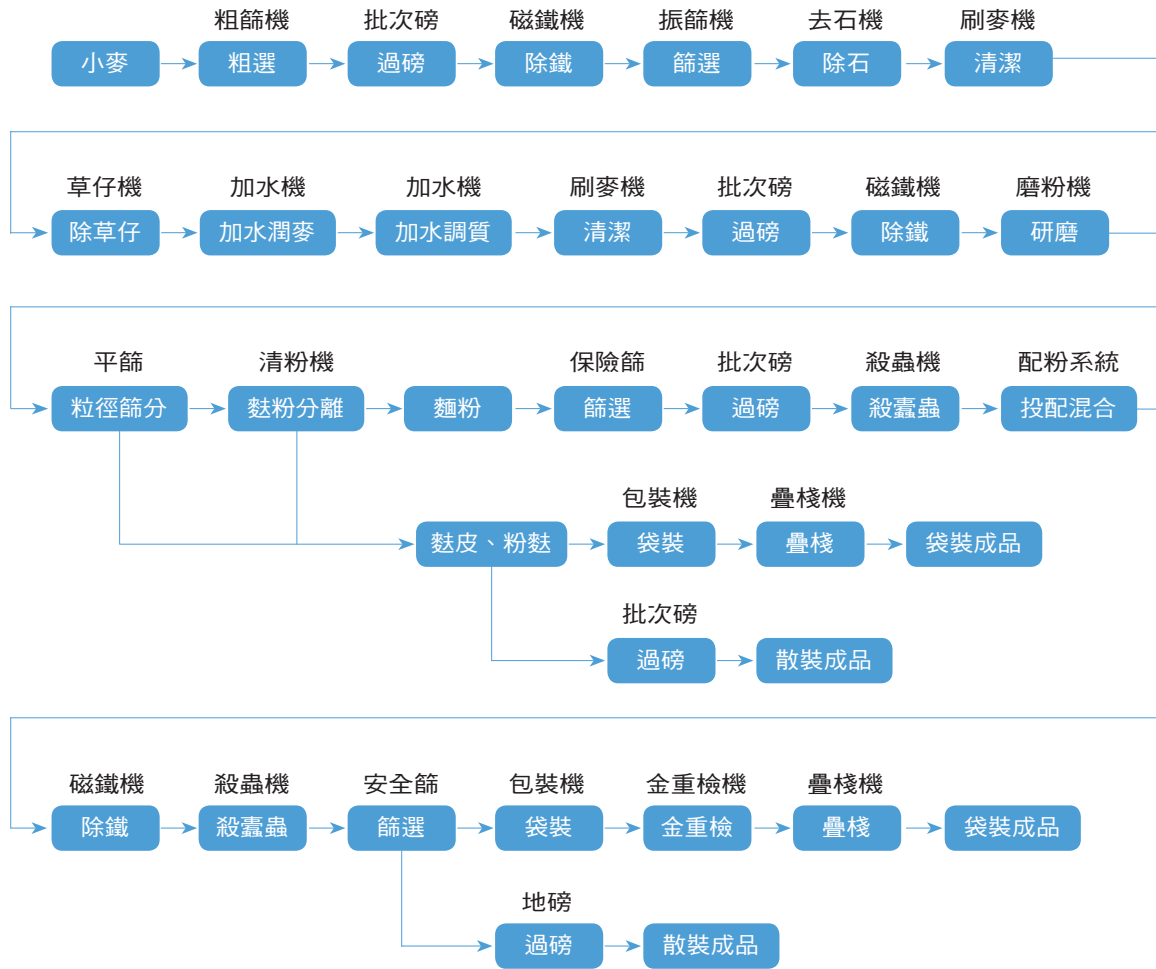 粗篩機 批次磅 磁鐵機 振篩機 去石機 刷麥機
小麥 粗選 過磅 除鐵 篩選 除石 清潔
草仔機 加水機 加水機 刷麥機 批次磅 磁鐵機 磨粉機
除草仔 加水潤麥 加水調質 清潔 過磅 除鐵 研磨
平篩 清粉機 保險篩 批次磅 殺蟲機 配粉系統
粒徑篩分 麩粉分離 麵粉 篩選 過磅 殺蠹蟲 投配混合
包裝機 疊棧機
麩皮、粉麩 袋裝 疊棧 袋裝成品
批次磅
過磅 散裝成品
磁鐵機 殺蟲機 安全篩 包裝機 金重檢機 疊棧機
除鐵 殺蠹蟲 篩選 袋裝 金重檢 疊棧 袋裝成品
地磅
過磅 散裝成品